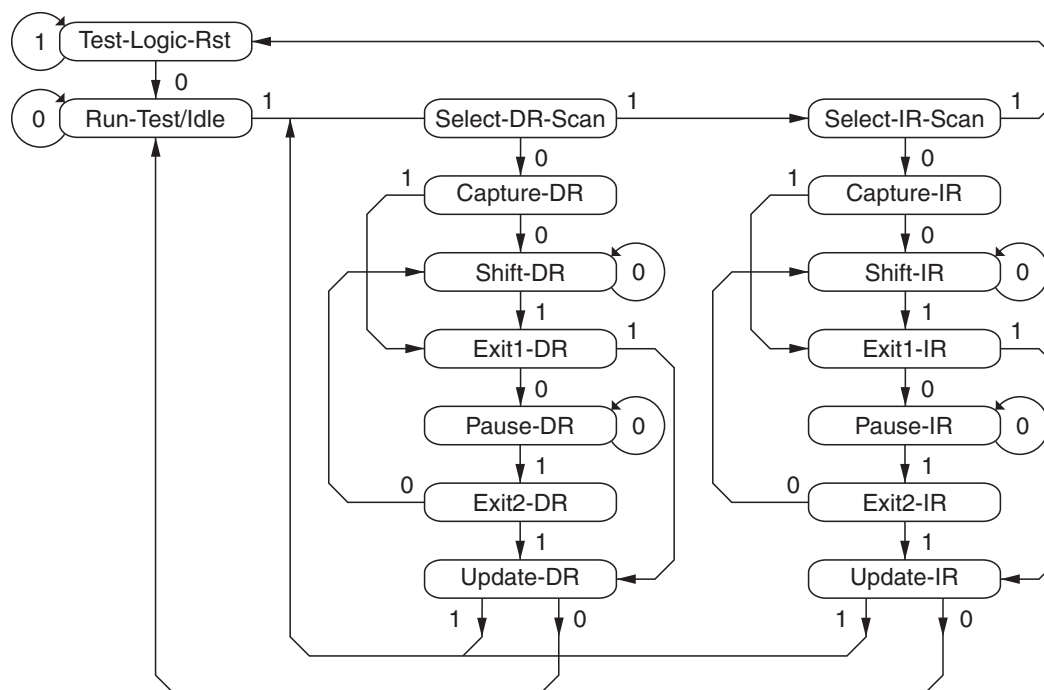 1 Test-Logic-Rst
0
0 Run-Test/Idle 1 Select-DR-Scan 1 Select-IR-Scan 1
0 0
1 Capture-DR 1 Capture-IR
0 0
Shift-DR 0 Shift-IR 0
1 1
Exit1-DR 1 Exit1-IR 1
0 0
Pause-DR 0 Pause-IR 0
1 1
0 Exit2-DR 0 Exit2-IR
1 1
Update-DR Update-IR
1 0 1 0